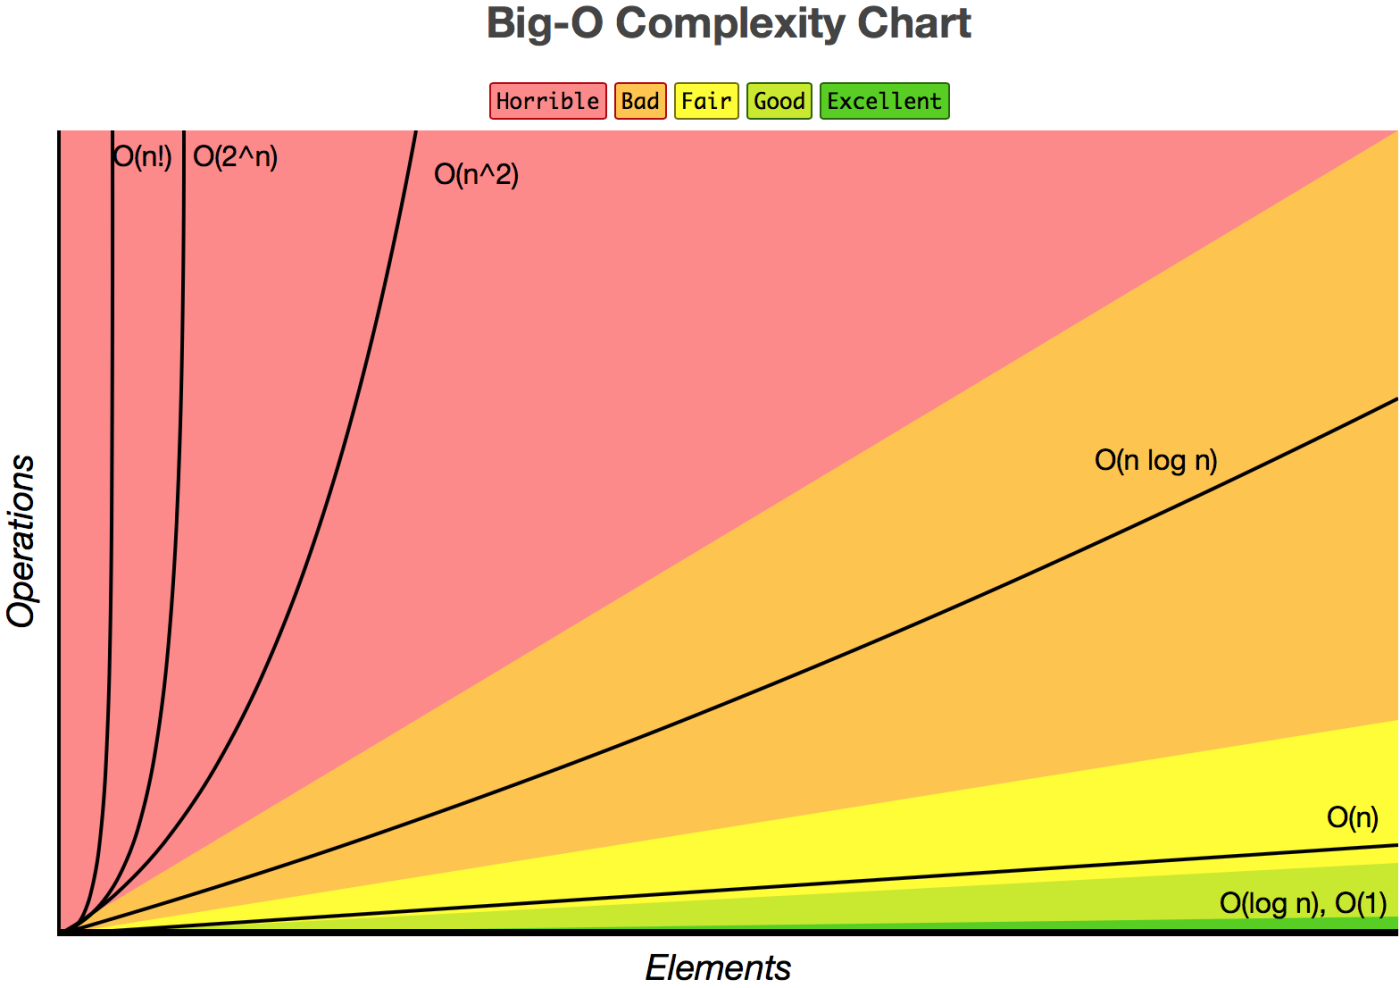 Big-O Complexity Chart
Horrible Bad Fair Good Excellent
O(n!) O(2^n)
O(n^2)
O(n log n)
O(n)
O(log n), O(1)
Operations
Elements